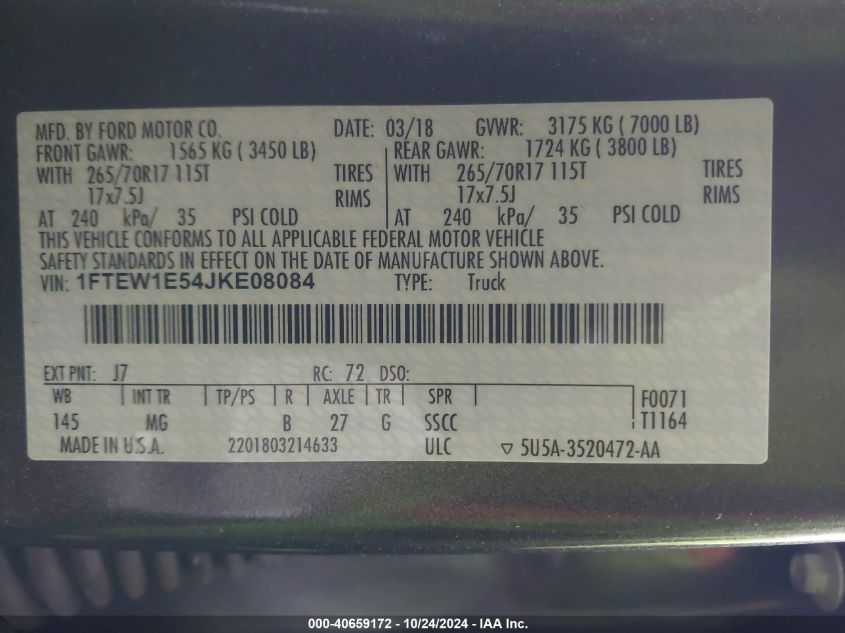 MFD. BY FORD MOTOR CO. DATE: 03/18 GVWR: 3175 KG ( 7000 LB)
FRONT GAWR: 1565 KG ( 3450 LB) REAR GAWR: 1724 KG ( 3800 LB)
WITH 265/70R17 115T TIRES WITH 265/70R17 115T TIRES
17x7.5J RIMS 17x7.5J RIMS
AT 240 kPa/ 35 PSI COLD AT 240 kPa/ 35 PSI COLD
THIS VEHICLE CONFORMS TO ALL APPLICABLE FEDERAL MOTOR VEHICLE
SAFETY STANDARDS IN EFFECT ON THE DATE OF MANUFACTURE SHOWN ABOVE.
VIN: 1FTEW1E54JKE08084 TYPE: Truck
EXT PNT: J7 RC: 72 DSO:
WB INT TR TP/PS R AXLE TR SPR F0071
145 MG B 27 G SSCC T1164
MADE IN U.S.A. 2201803214633 ULC ▽ 5U5A-3520472-AA
000-40659172 - 10/24/2024 - IAA Inc.